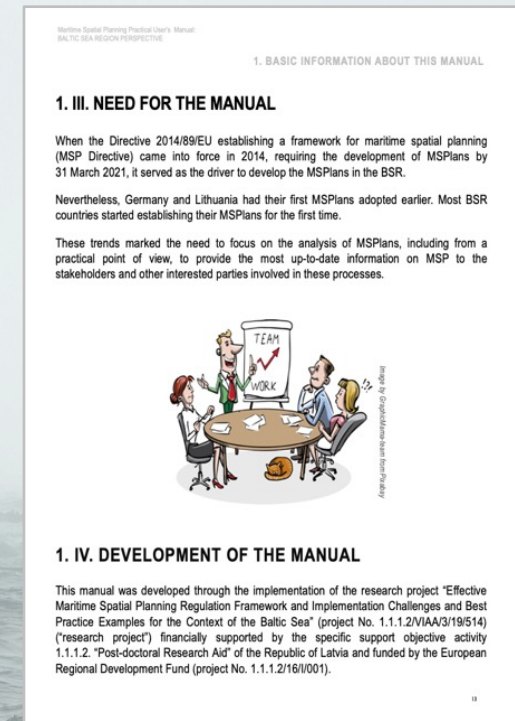 Maritime Spatial Planning Practical User's Manual:
BALTIC SEA REGION PERSPECTIVE
1. BASIC INFORMATION ABOUT THIS MANUAL
1. III. NEED FOR THE MANUAL
When the Directive 2014/89/EU establishing a framework for maritime spatial planning
(MSP Directive) came into force in 2014, requiring the development of MSPlans by
31 March 2021, it served as the driver to develop the MSPlans in the BSR.
Nevertheless, Germany and Lithuania had their first MSPlans adopted earlier. Most BSR
countries started establishing their MSPlans for the first time.
These trends marked the need to focus on the analysis of MSPlans, including from a
practical point of view, to provide the most up-to-date information on MSP to the
stakeholders and other interested parties involved in these processes.
TEAM
WORK
!?!
Image by GraphicMama-team from Pixabay
1. IV. DEVELOPMENT OF THE MANUAL
This manual was developed through the implementation of the research project “Effective
Maritime Spatial Planning Regulation Framework and Implementation Challenges and Best
Practice Examples for the Context of the Baltic Sea” (project No. 1.1.1.2/VIAA/3/19/514)
(“research project”) financially supported by the specific support objective activity
1.1.1.2. “Post-doctoral Research Aid” of the Republic of Latvia and funded by the European
Regional Development Fund (project No. 1.1.1.2/16/I/001).
13